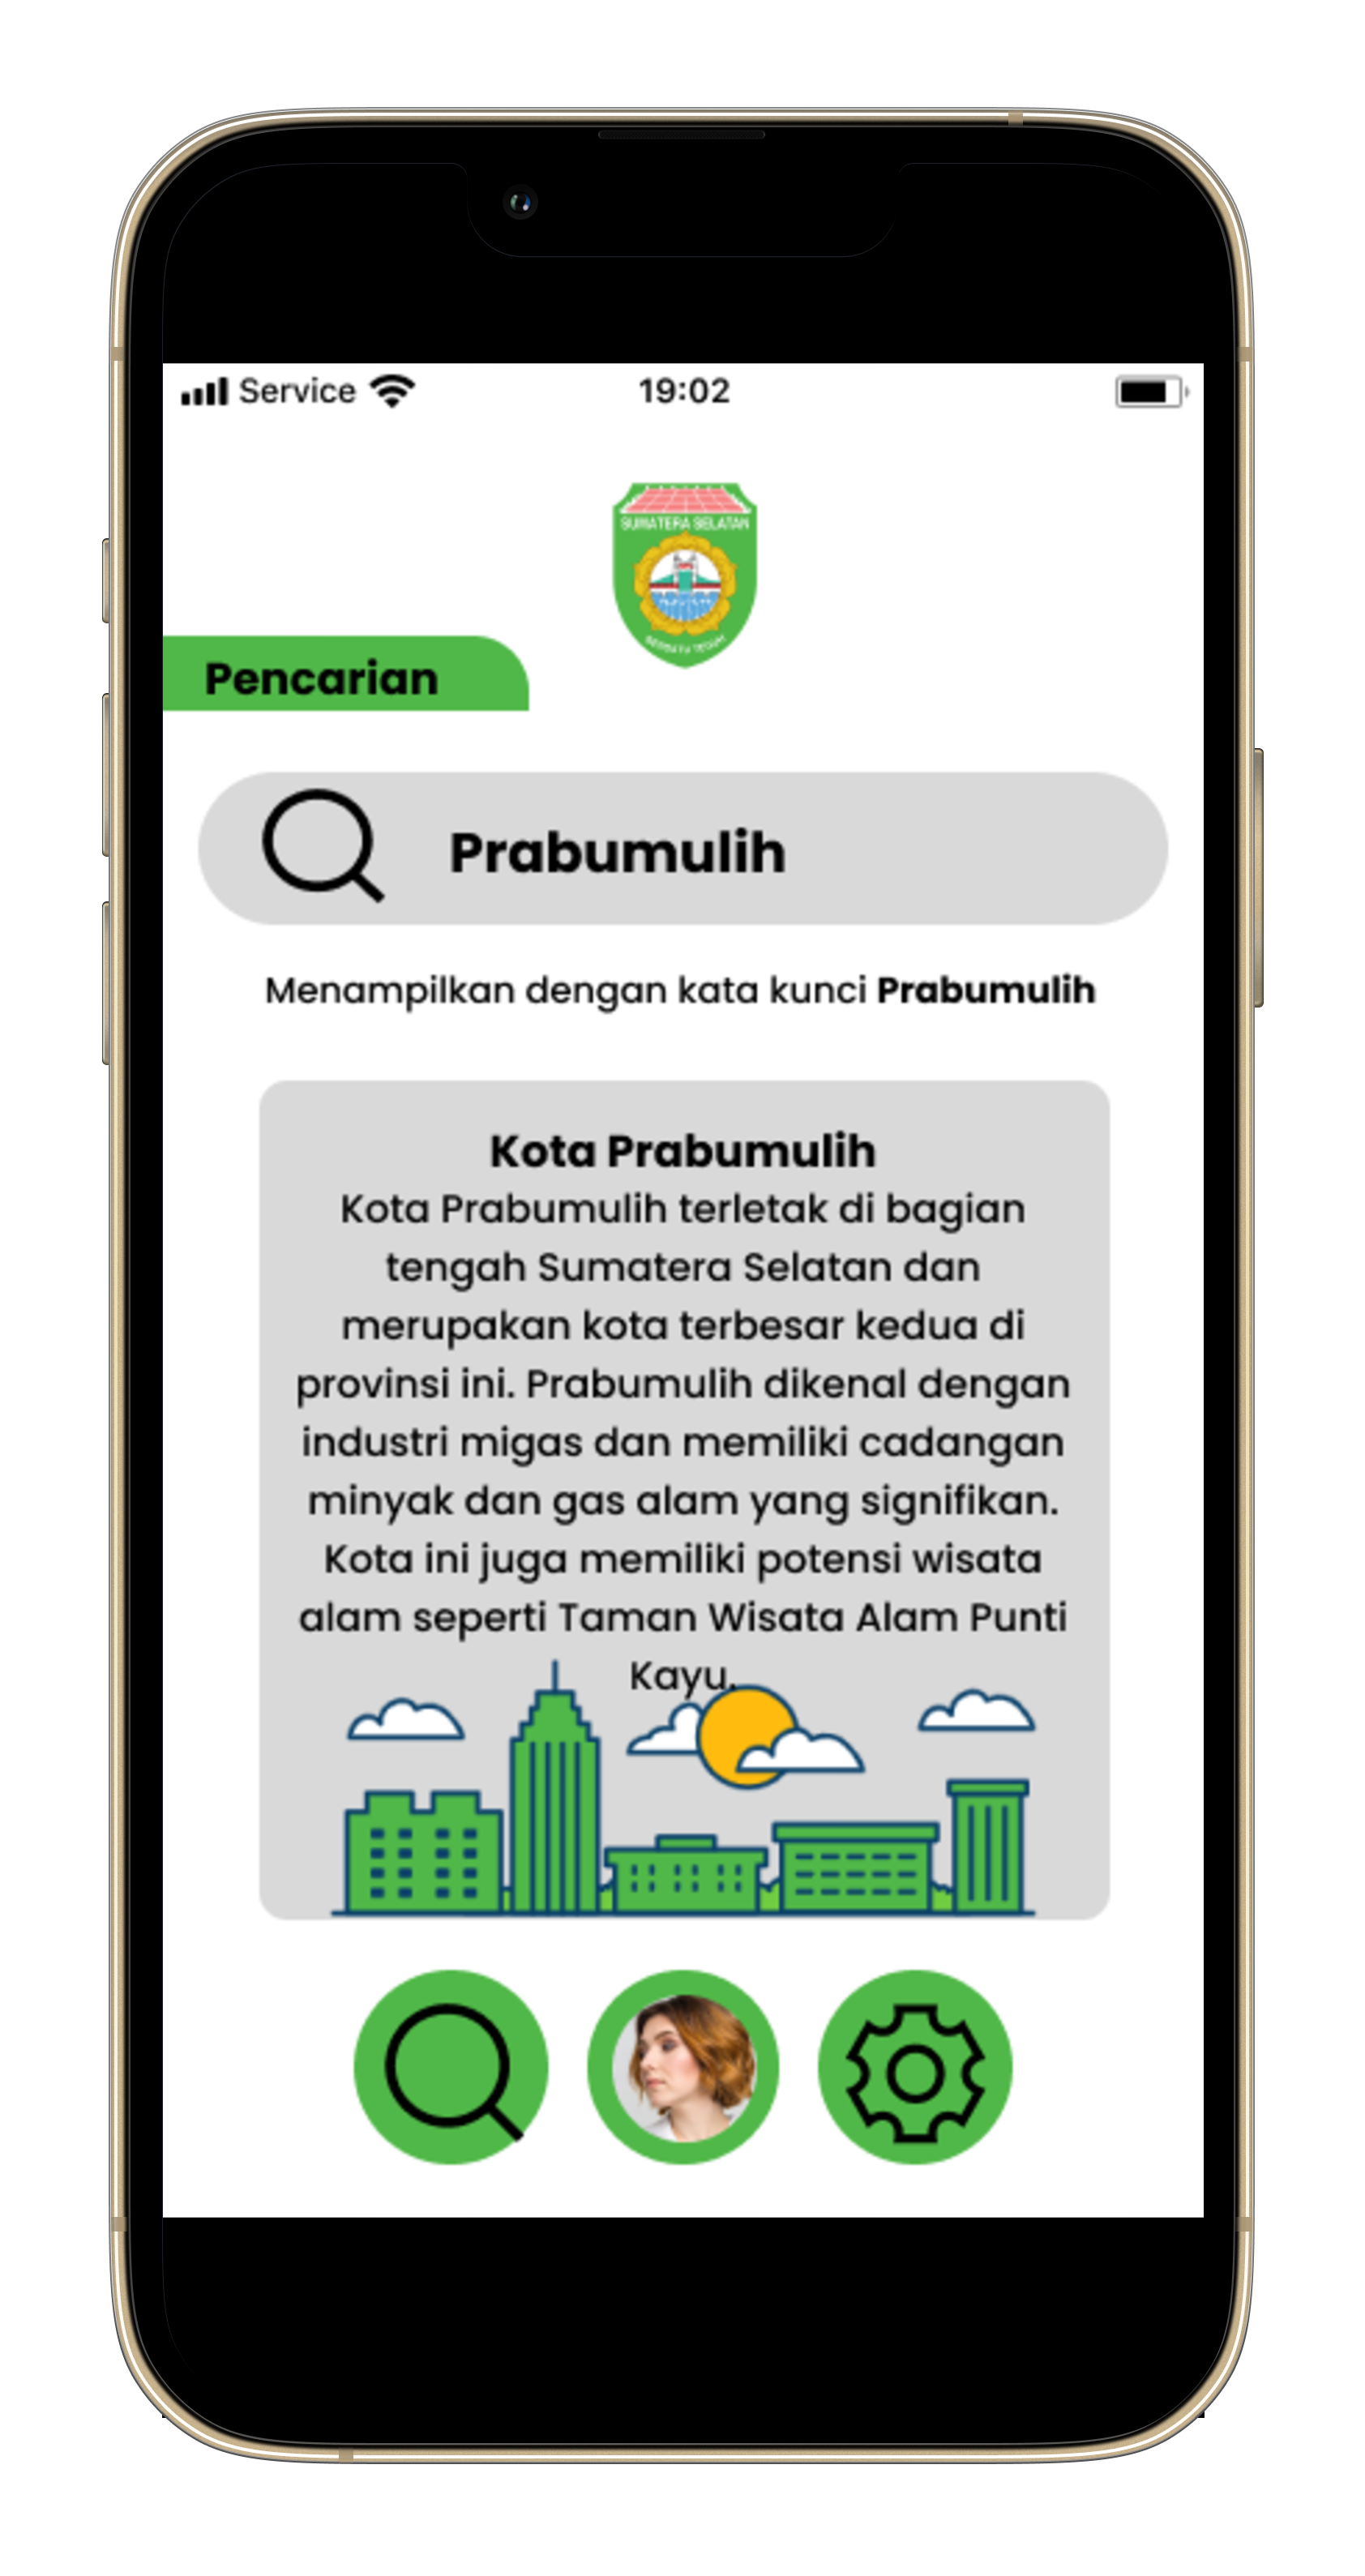 Service
19:02
SUMATERA SELATAN
Pencarian
Prabumulih
Menampilkan dengan kata kunci Prabumulih
Kota Prabumulih
Kota Prabumulih terletak di bagian
tengah Sumatera Selatan dan
merupakan kota terbesar kedua di
provinsi ini. Prabumulih dikenal dengan
industri migas dan memiliki cadangan
minyak dan gas alam yang signifikan.
Kota ini juga memiliki potensi wisata
alam seperti Taman Wisata Alam Punti
Kayu.